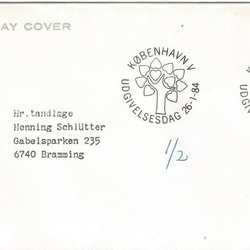 AY COVER
KØBENHAVN V
UDGIVELSESDAG 26-1-84
Hr.tandlæge
Henning Schlütter
Gabelsparken 235
6740 Bramming
1/2